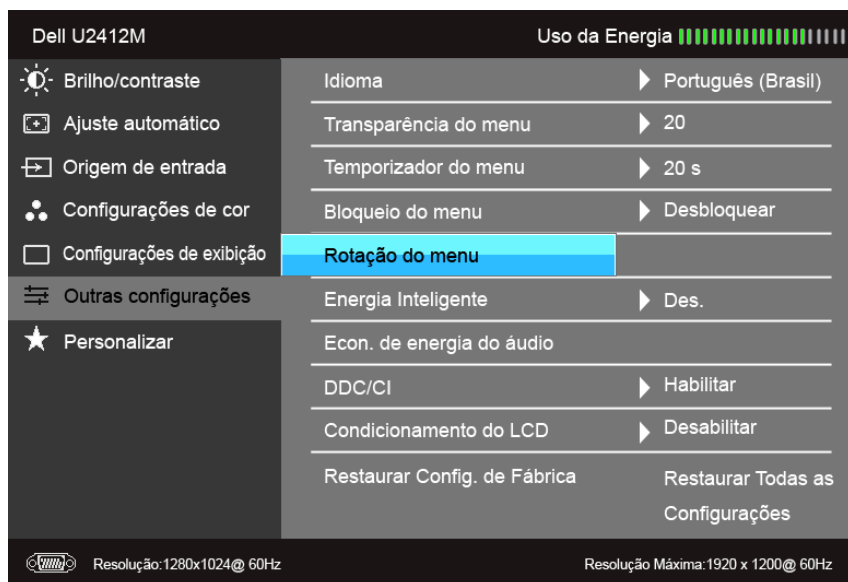 Dell U2412M Uso da Energia
Brilho/contraste Idioma Português (Brasil)
Ajuste automático Transparência do menu 20
Origem de entrada Temporizador do menu 20 s
Configurações de cor Bloqueio do menu Desbloquear
Configurações de exibição Rotação do menu
Outras configurações Energia Inteligente Des.
Personalizar Econ. de energia do áudio
DDC/CI Habilitar
Condicionamento do LCD Desabilitar
Restaurar Config. de Fábrica Restaurar Todas as
Configurações
Resolução:1280x1024@ 60Hz Resolução Máxima:1920 x 1200@ 60Hz